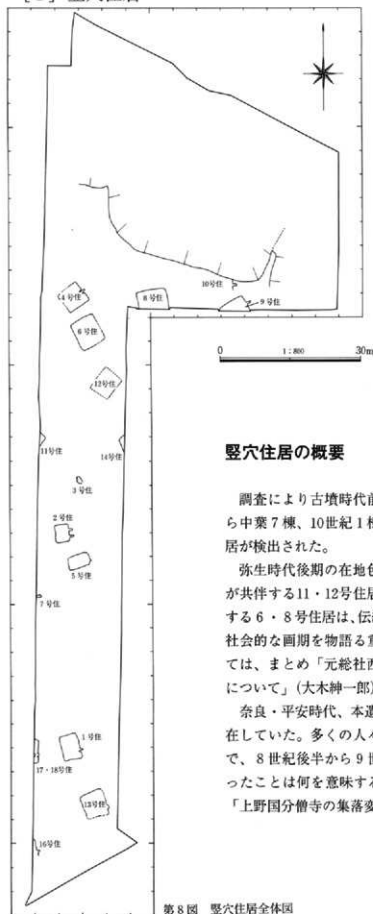 4号住
6号住
8号住
10号住
9号住
12号住
11号住
14号住
3号住
2号住
5号住
7号住
1号住
17・18号住
13号住
16号住
0
1:800
30m
竪穴住居の概要
調査により古墳時代前
ら中葉7棟、10世紀1棟
居が検出された。
弥生時代後期の在地色
が共伴する11・12号住居
する6・8号住居は、伝統
社会的な画期を物語る重
ては、まとめ「元総社西
について」(大木紳一郎)
奈良・平安時代、本遺
在していた。多くの人々
で、8世紀後半から9世
ったことは何を意味する
「上野国分僧寺の集落変
第8図 竪穴住居全体図